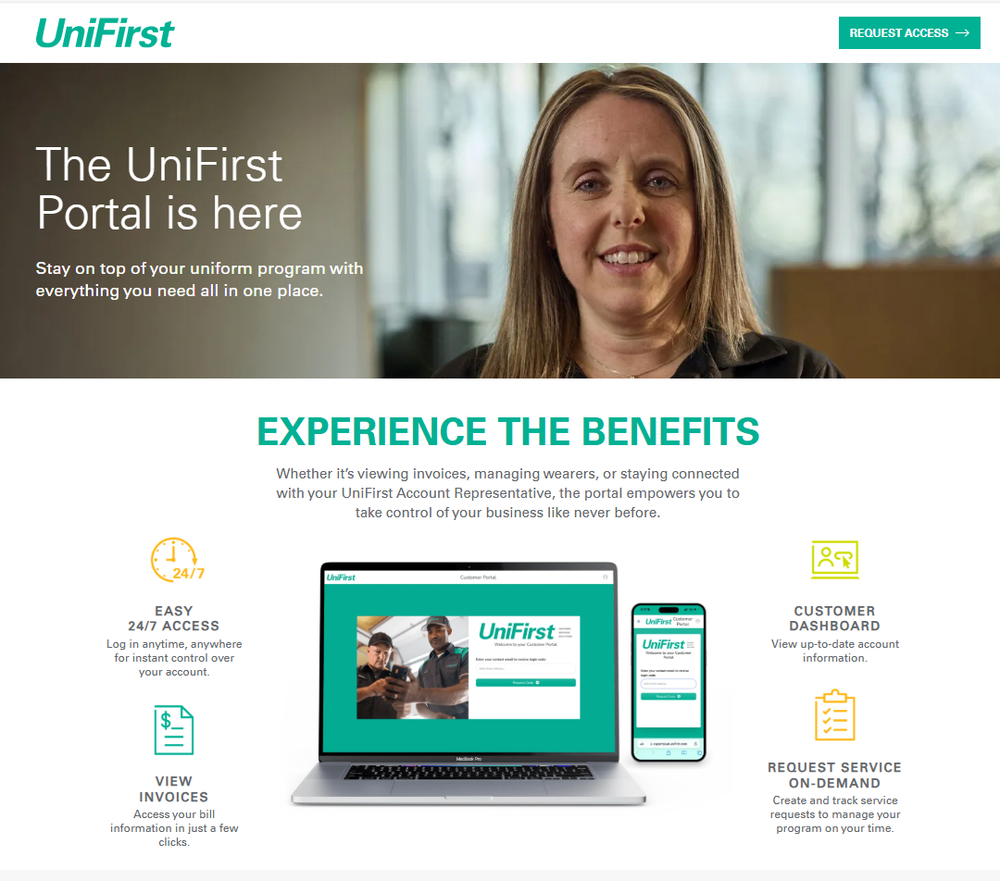 UniFirst
REQUEST ACCESS
The UniFirst
Portal is here
Stay on top of your uniform program with
everything you need all in one place.
EXPERIENCE THE BENEFITS
Whether it’s viewing invoices, managing wearers, or staying connected
with your UniFirst Account Representative, the portal empowers you to
take control of your business like never before.
24/7
EASY
24/7 ACCESS
Log in anytime, anywhere
for instant control over
your account.
$
VIEW
INVOICES
Access your bill
information in just a few
clicks.
UniFirst
Customer Portal
UniFirst
Welcome to your Customer Portal
Enter your contact email to receive login code:
Request Code
MacBook Pro
UniFirst
Customer
Portal
UniFirst
Welcome to your Customer
Portal
Enter your contact email to receive
login code:
Request Code
CUSTOMER
DASHBOARD
View up-to-date account
information.
REQUEST SERVICE
ON-DEMAND
Create and track service
requests to manage your
program on your time.